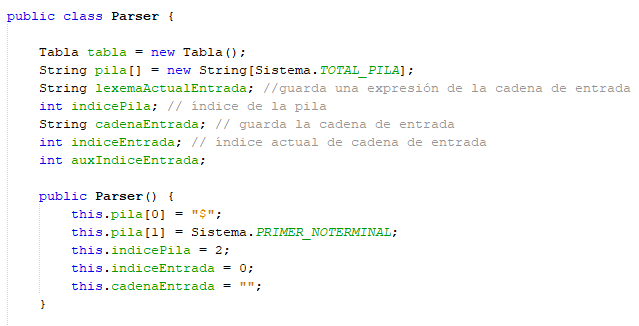 public class Parser {
Tabla tabla = new Tabla();
String pila[] = new String[Sistema.TOTAL_PILA];
String lexemaActualEntrada; //guarda una expresión de la cadena de entrada
int indicePila; // índice de la pila
String cadenaEntrada; // guarda la cadena de entrada
int indiceEntrada; // índice actual de cadena de entrada
int auxIndiceEntrada;
public Parser() {
this.pila[0] = "$";
this.pila[1] = Sistema.PRIMER_NOTERMINAL;
this.indicePila = 2;
this.indiceEntrada = 0;
this.cadenaEntrada = "";
}